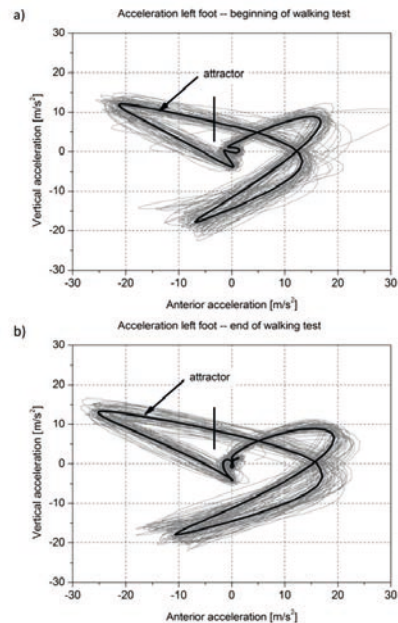 a)
Acceleration left foot -- beginning of walking test
30
20
10
0
-10
-20
-30
Vertical acceleration [m/s²]
attractor
-30 -20 -10 0 10 20 30
Anterior acceleration [m/s²]
b)
Acceleration left foot -- end of walking test
30
20
10
0
-10
-20
-30
Vertical acceleration [m/s²]
attractor
-30 -20 -10 0 10 20 30
Anterior acceleration [m/s²]